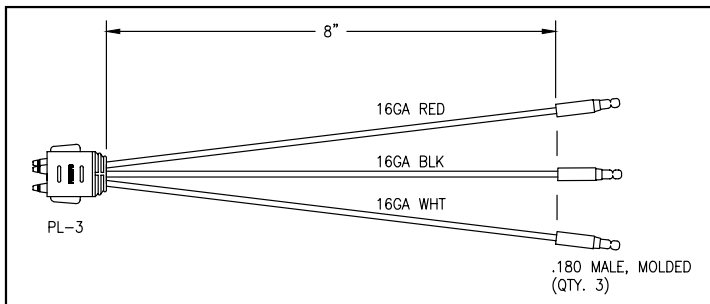 8"
16GA RED
16GA BLK
16GA WHT
PL-3
.180 MALE, MOLDED
(QTY. 3)